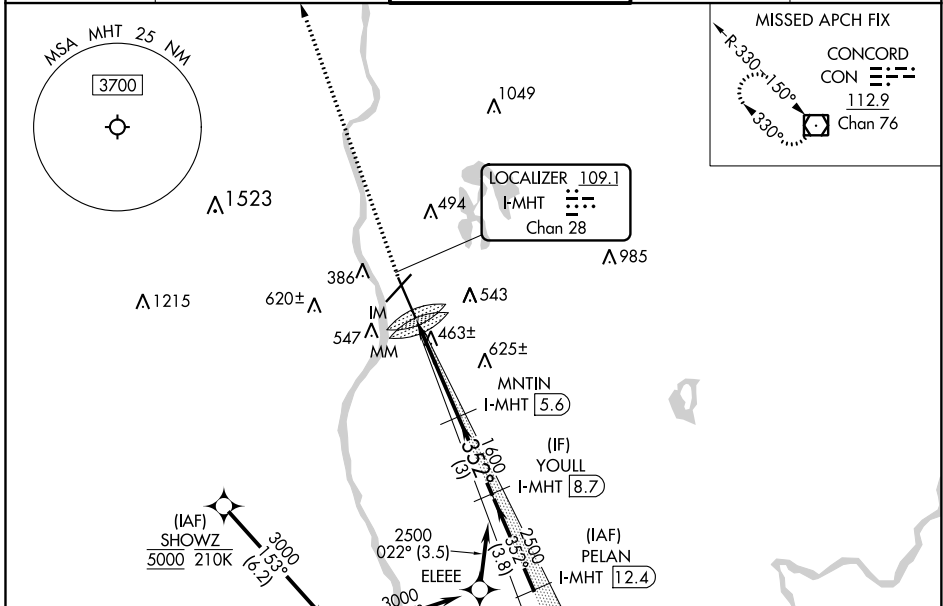 MSA MHT 25 NM
3700
MISSED APCH FIX
R-330
150°
330°
CONCORD
CON
112.9
Chan 76
1049
LOCALIZER 109.1
I-MHT
Chan 28
1523
494
985
386
1215
620±
543
IM
547
463±
MM
625±
MNTIN
I-MHT 5.6
1600
352°
(3)
(IF)
YOULL
I-MHT 8.7
(IAF)
SHOWZ
5000 210K
3000
153°
(6.2)
2500
022° (3.5)
ELEEE
3000
2500
352°
(3.8)
(IAF)
PELAN
I-MHT 12.4